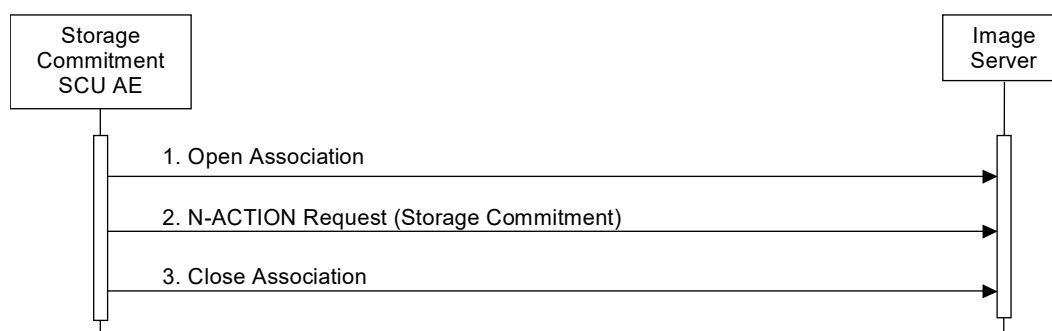 Storage
Commitment
SCU AE
Image
Server
1. Open Association
2. N-ACTION Request (Storage Commitment)
3. Close Association